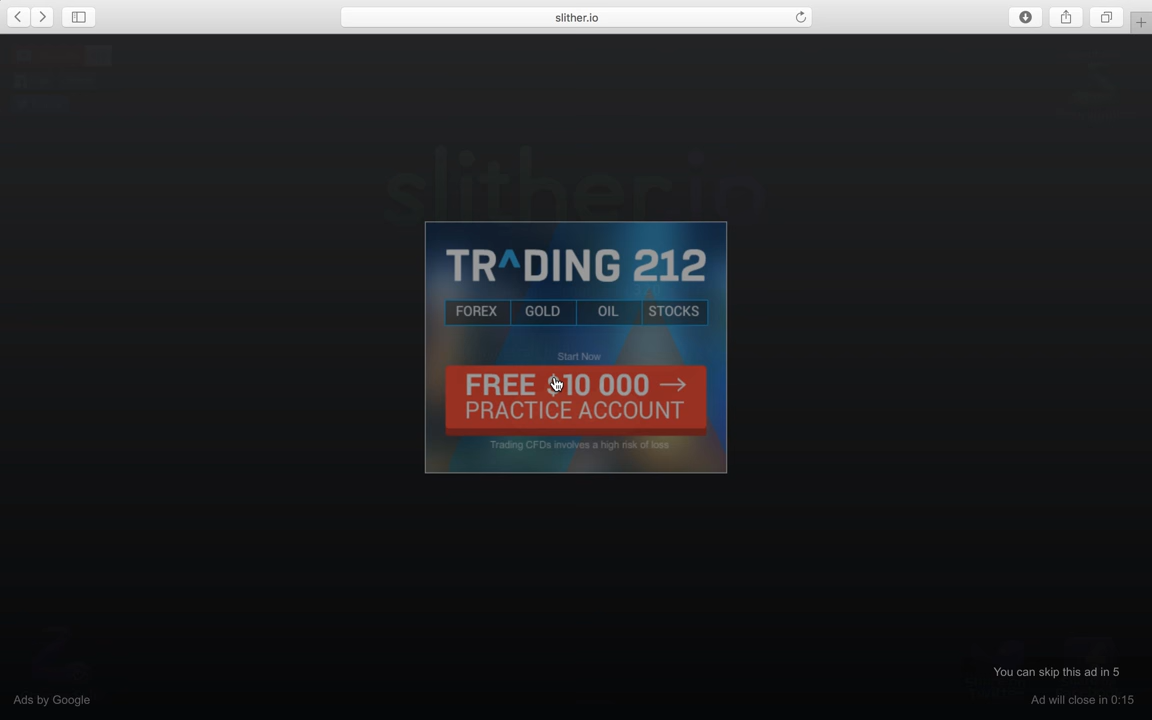 slither.io
slither.io
TR^DING 212
FOREX GOLD OIL STOCKS
Start Now
FREE $10 000 →
PRACTICE ACCOUNT
Trading CFDs involves a high risk of loss
You can skip this ad in 5
Ads by Google
Ad will close in 0:15